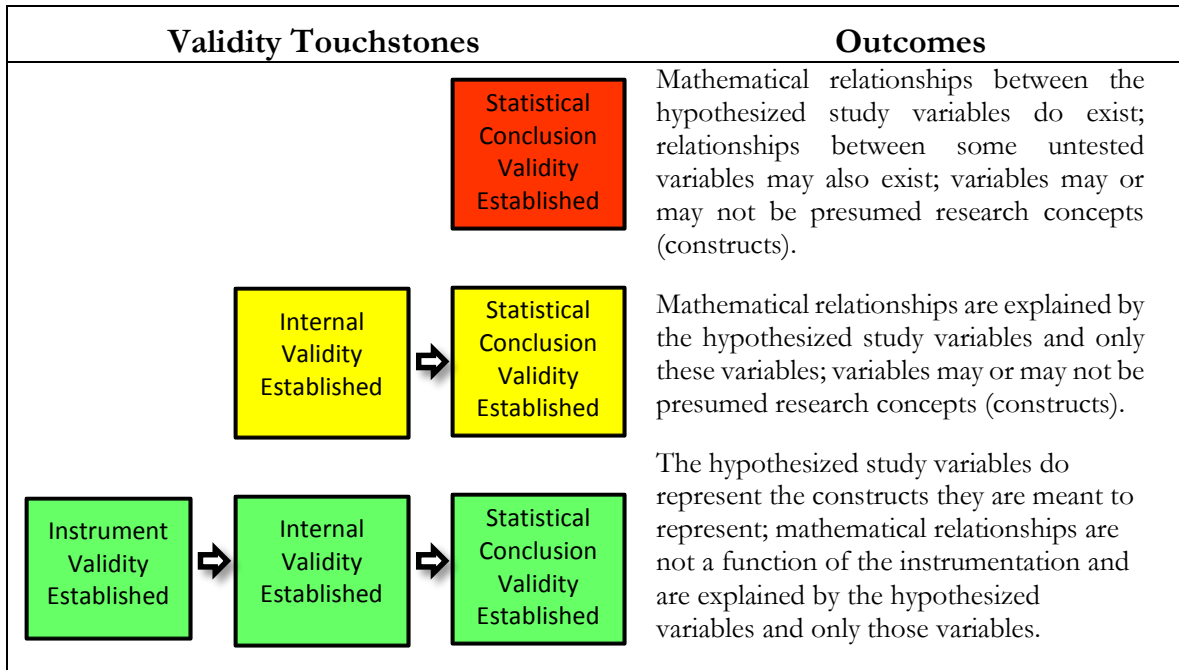 Validity Touchstones
Outcomes
Statistical
Conclusion
Validity
Established
Mathematical relationships between the
hypothesized study variables do exist;
relationships between some untested
variables may also exist; variables may or
may not be presumed research concepts
(constructs).
Internal
Validity
Established
Statistical
Conclusion
Validity
Established
Mathematical relationships are explained by
the hypothesized study variables and only
these variables; variables may or may not be
presumed research concepts (constructs).
Instrument
Validity
Established
Internal
Validity
Established
Statistical
Conclusion
Validity
Established
The hypothesized study variables do
represent the constructs they are meant to
represent; mathematical relationships are
not a function of the instrumentation and
are explained by the hypothesized
variables and only those variables.